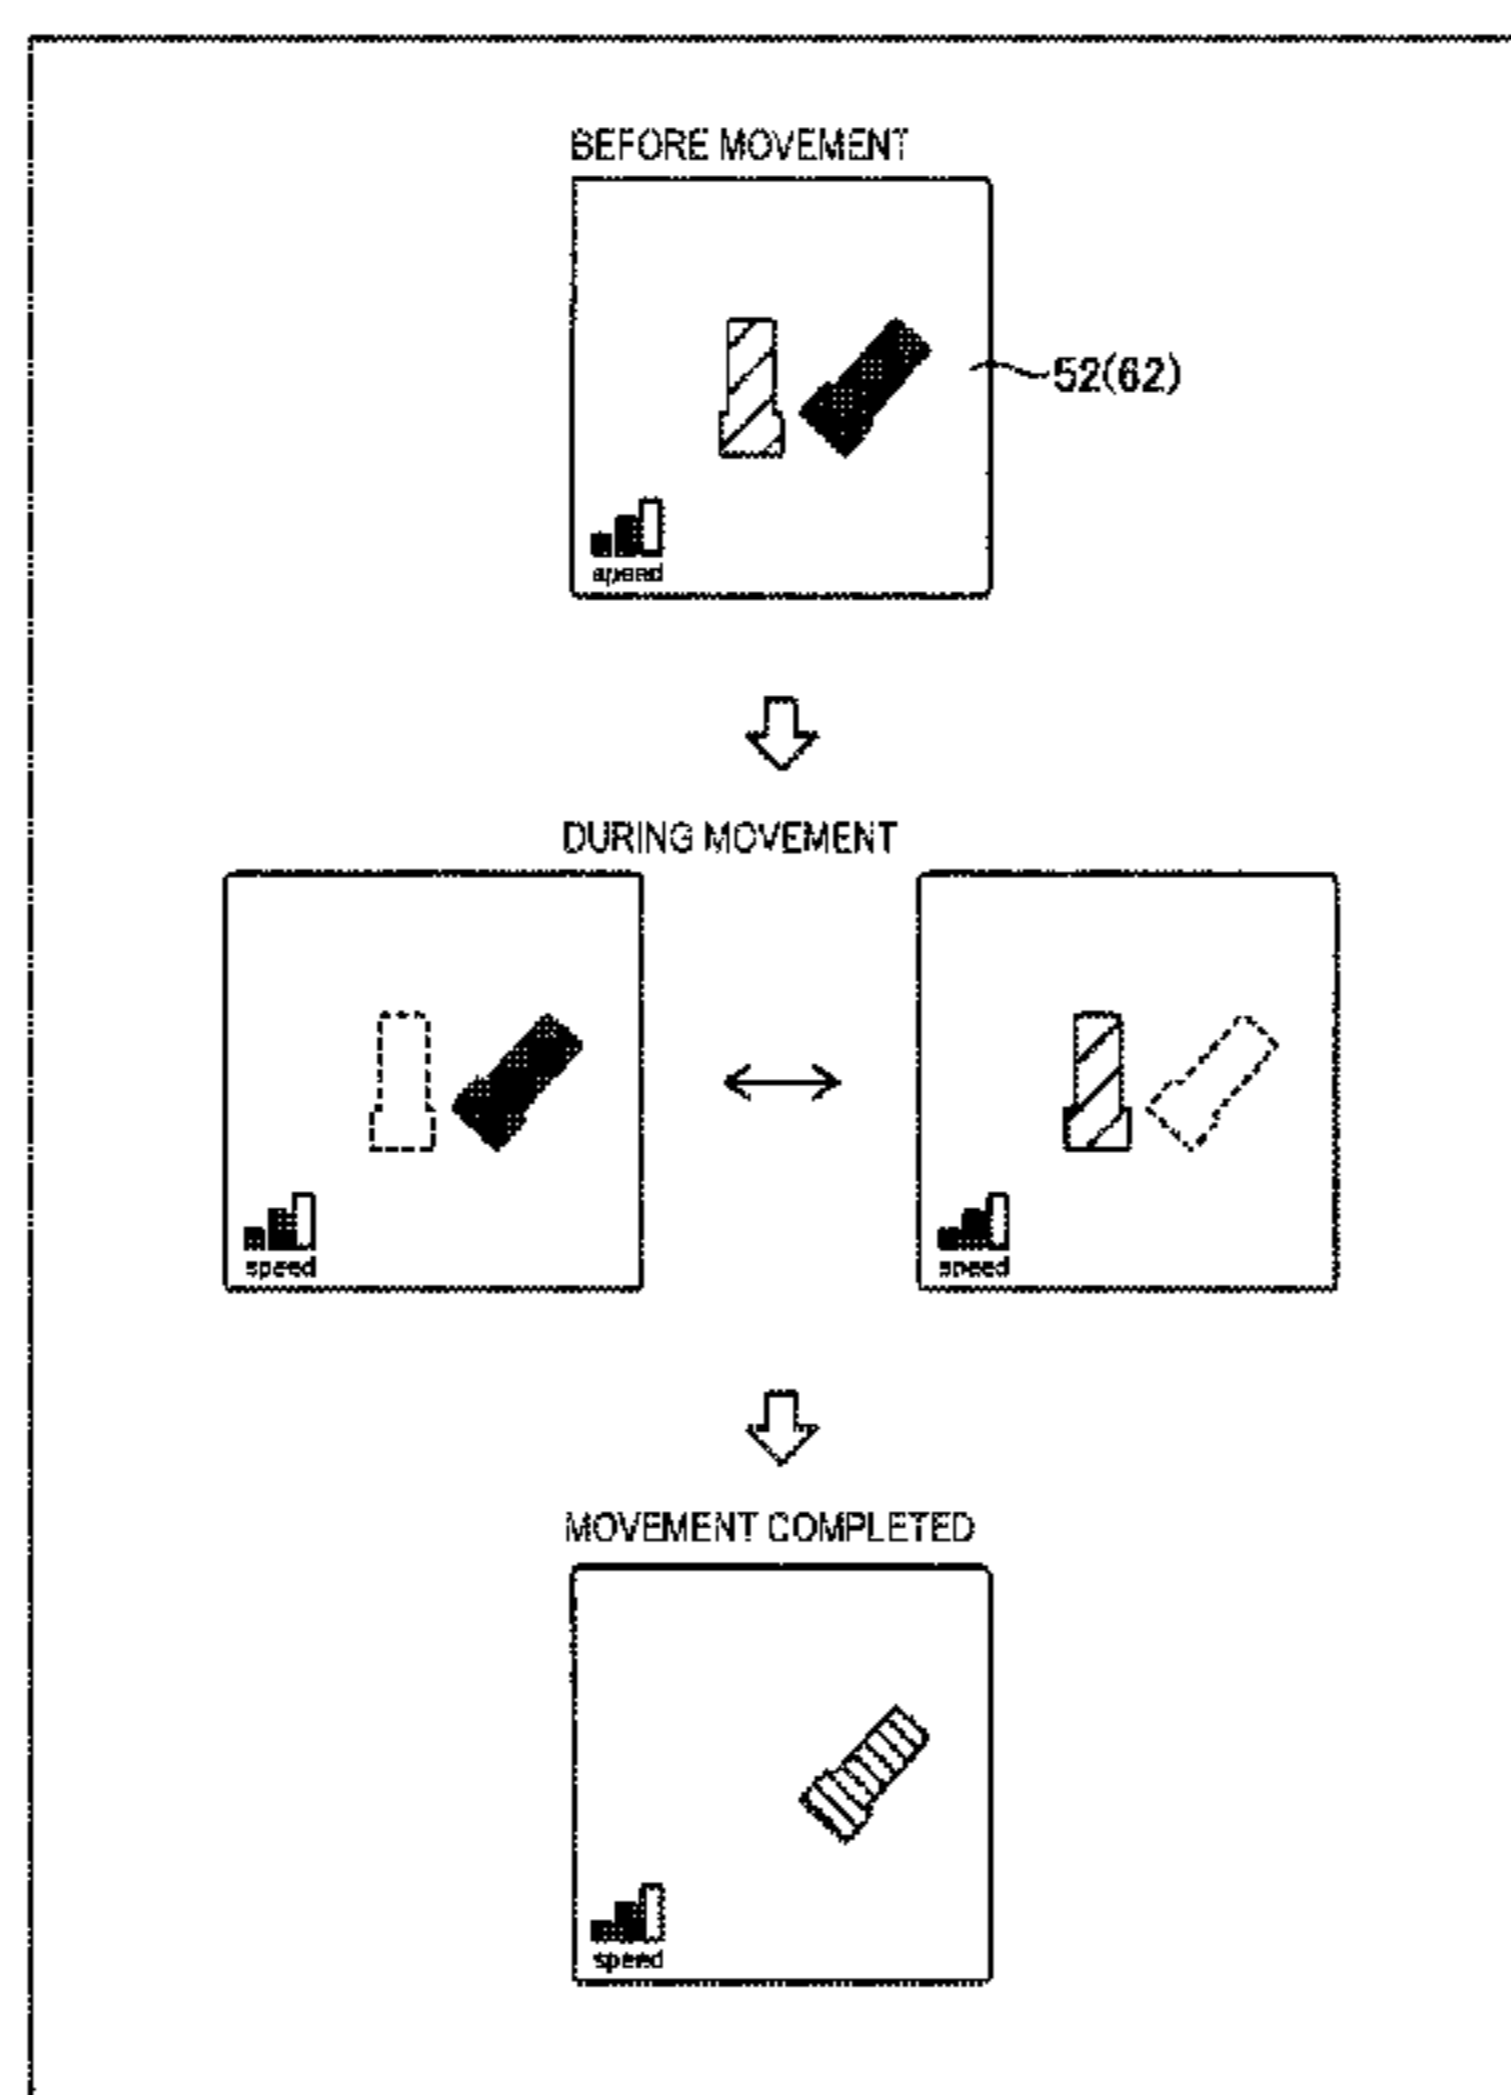 BEFORE MOVEMENT
52(62)
speed
DURING MOVEMENT
speed
speed
MOVEMENT COMPLETED
speed